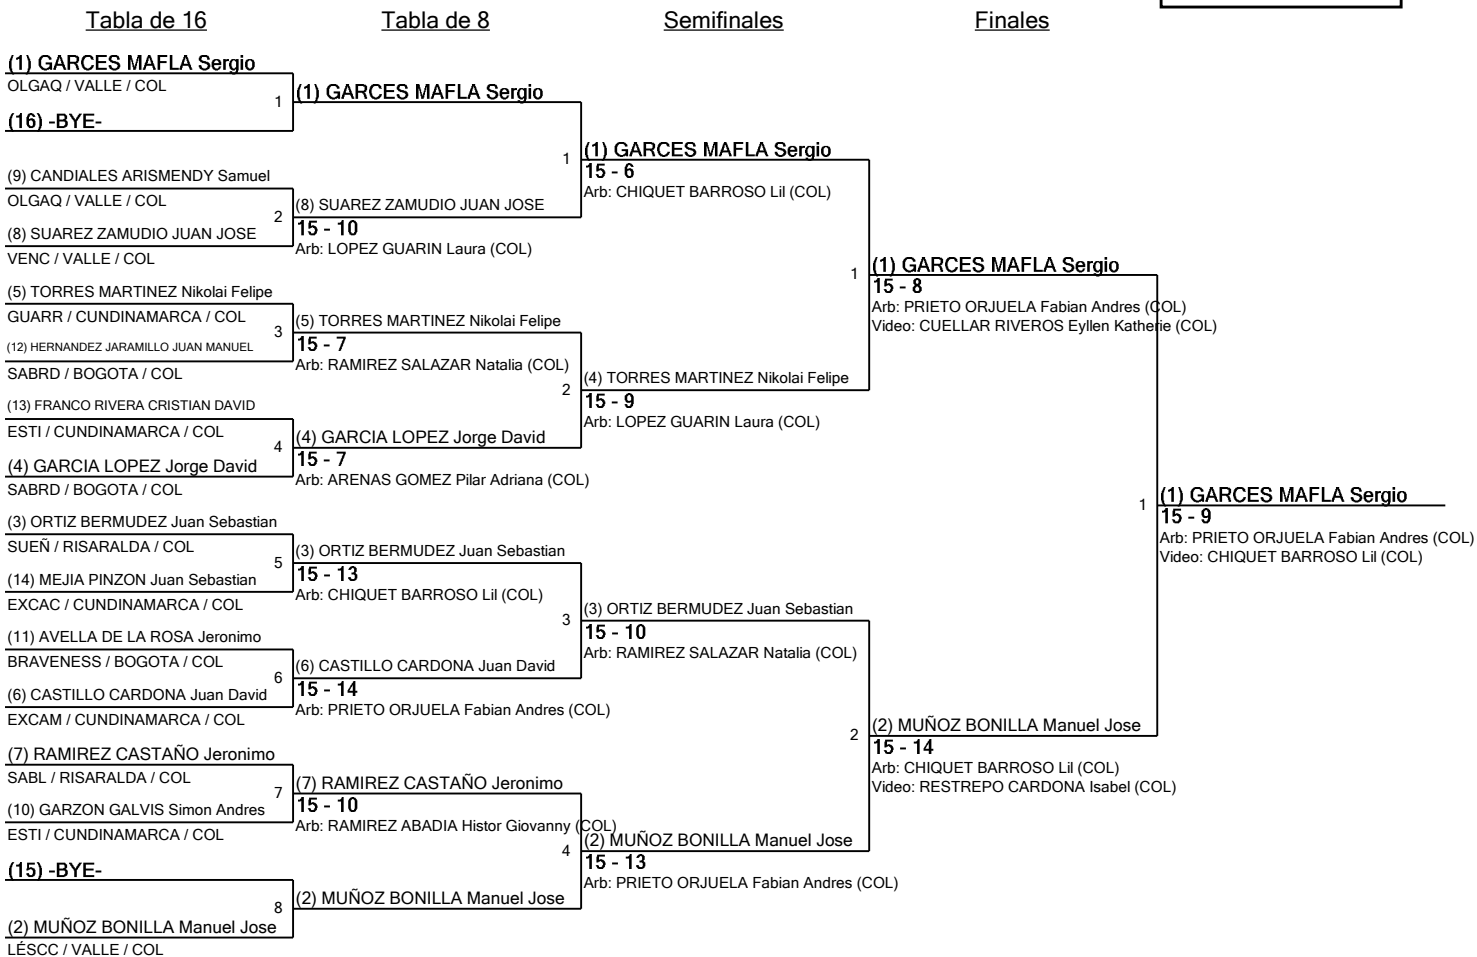 Tabla de 16
Tabla de 8
Semifinales
Finales
(1) GARCES MAFLA Sergio
OLGAQ / VALLE / COL
1
(16) -BYE-
(9) CANDIALES ARISMENDY Samuel
OLGAQ / VALLE / COL
2
(8) SUAREZ ZAMUDIO JUAN JOSE
VENC / VALLE / COL
(5) TORRES MARTINEZ Nikolai Felipe
GUARR / CUNDINAMARCA / COL
3
(12) HERNANDEZ JARAMILLO JUAN MANUEL
SABRD / BOGOTA / COL
(13) FRANCO RIVERA CRISTIAN DAVID
ESTI / CUNDINAMARCA / COL
4
(4) GARCIA LOPEZ Jorge David
SABRD / BOGOTA / COL
(3) ORTIZ BERMUDEZ Juan Sebastian
SUEÑ / RISARALDA / COL
5
(14) MEJIA PINZON Juan Sebastian
EXCAC / CUNDINAMARCA / COL
(11) AVELLA DE LA ROSA Jeronimo
BRAVENESS / BOGOTA / COL
6
(6) CASTILLO CARDONA Juan David
EXCAM / CUNDINAMARCA / COL
(7) RAMIREZ CASTAÑO Jeronimo
SABL / RISARALDA / COL
7
(10) GARZON GALVIS Simon Andres
ESTI / CUNDINAMARCA / COL
(15) -BYE-
8
(2) MUÑOZ BONILLA Manuel Jose
LÉSCC / VALLE / COL
(1) GARCES MAFLA Sergio
1
(8) SUAREZ ZAMUDIO JUAN JOSE
15 - 10
Arb: LOPEZ GUARIN Laura (COL)
(5) TORRES MARTINEZ Nikolai Felipe
15 - 7
Arb: RAMIREZ SALAZAR Natalia (COL)
2
(4) GARCIA LOPEZ Jorge David
15 - 7
Arb: ARENAS GOMEZ Pilar Adriana (COL)
(3) ORTIZ BERMUDEZ Juan Sebastian
15 - 13
Arb: CHIQUET BARROSO Lil (COL)
3
(6) CASTILLO CARDONA Juan David
15 - 14
Arb: PRIETO ORJUELA Fabian Andres (COL)
(7) RAMIREZ CASTAÑO Jeronimo
15 - 10
Arb: RAMIREZ ABADIA Histor Giovanny (COL)
4
(2) MUÑOZ BONILLA Manuel Jose
(1) GARCES MAFLA Sergio
15 - 6
Arb: CHIQUET BARROSO Lil (COL)
1
(4) TORRES MARTINEZ Nikolai Felipe
15 - 9
Arb: LOPEZ GUARIN Laura (COL)
(3) ORTIZ BERMUDEZ Juan Sebastian
15 - 10
Arb: RAMIREZ SALAZAR Natalia (COL)
2
(2) MUÑOZ BONILLA Manuel Jose
15 - 13
Arb: PRIETO ORJUELA Fabian Andres (COL)
(1) GARCES MAFLA Sergio
15 - 8
Arb: PRIETO ORJUELA Fabian Andres (COL)
Video: CUELLAR RIVEROS Eyllen Katherie (COL)
1
(2) MUÑOZ BONILLA Manuel Jose
15 - 14
Arb: CHIQUET BARROSO Lil (COL)
Video: RESTREPO CARDONA Isabel (COL)
(1) GARCES MAFLA Sergio
15 - 9
Arb: PRIETO ORJUELA Fabian Andres (COL)
Video: CHIQUET BARROSO Lil (COL)